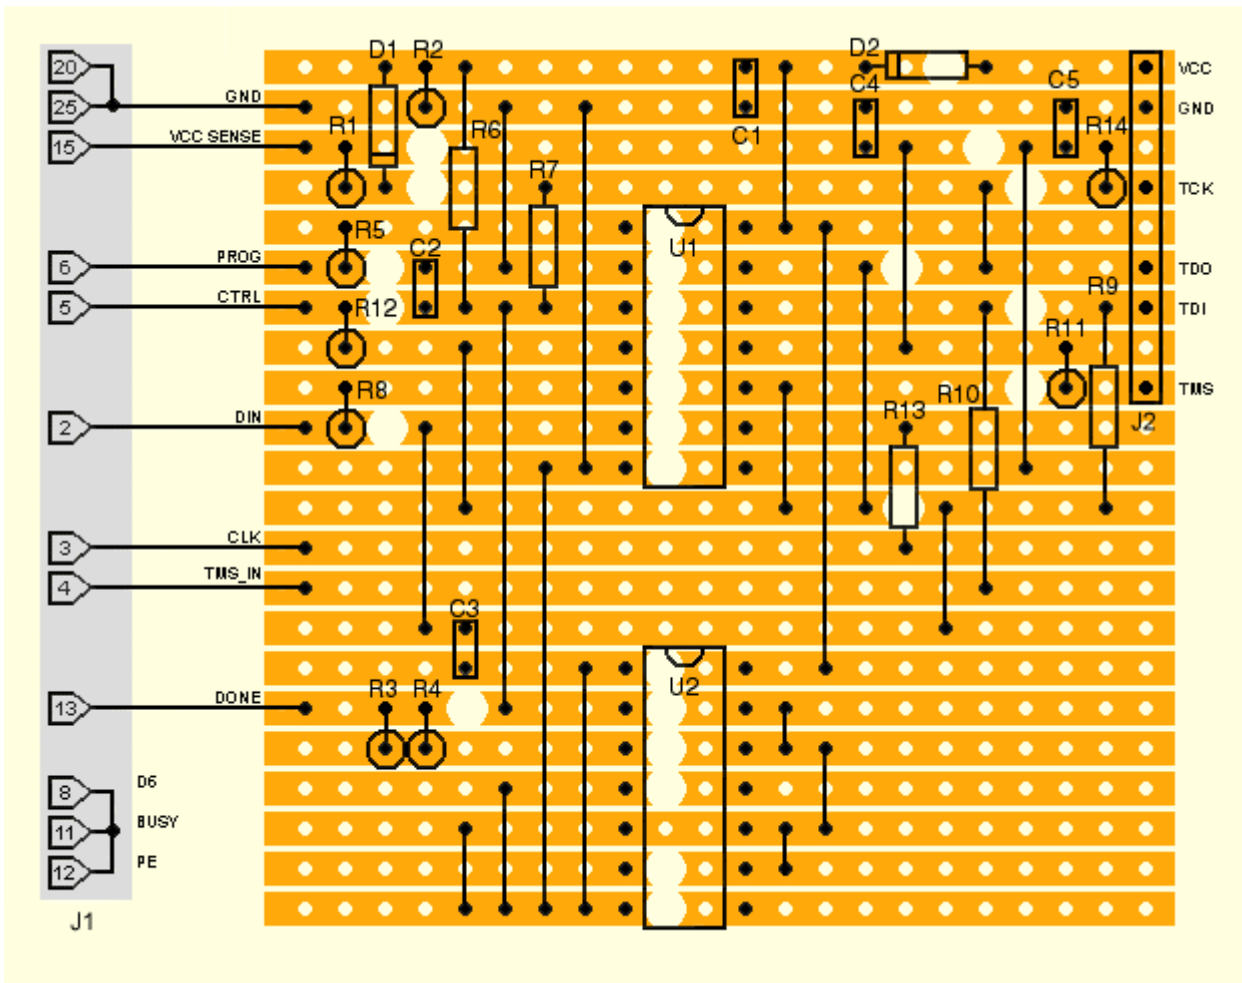 D1 R2 D2
20 VCC
C4 C5
25 GND GND
R1 R6 C1 R14
15 VCC SENSE
R7 TCK
R5 C2 U1
6 PROG TDO
5 CTRL R12 R9 TDI
R11
R8 R10 TMS
2 DIN R13 J2
3 CLK
4 TMS_IN
C3
13 DONE R3 R4 U2
8 D6
11 BUSY
12 PE
J1